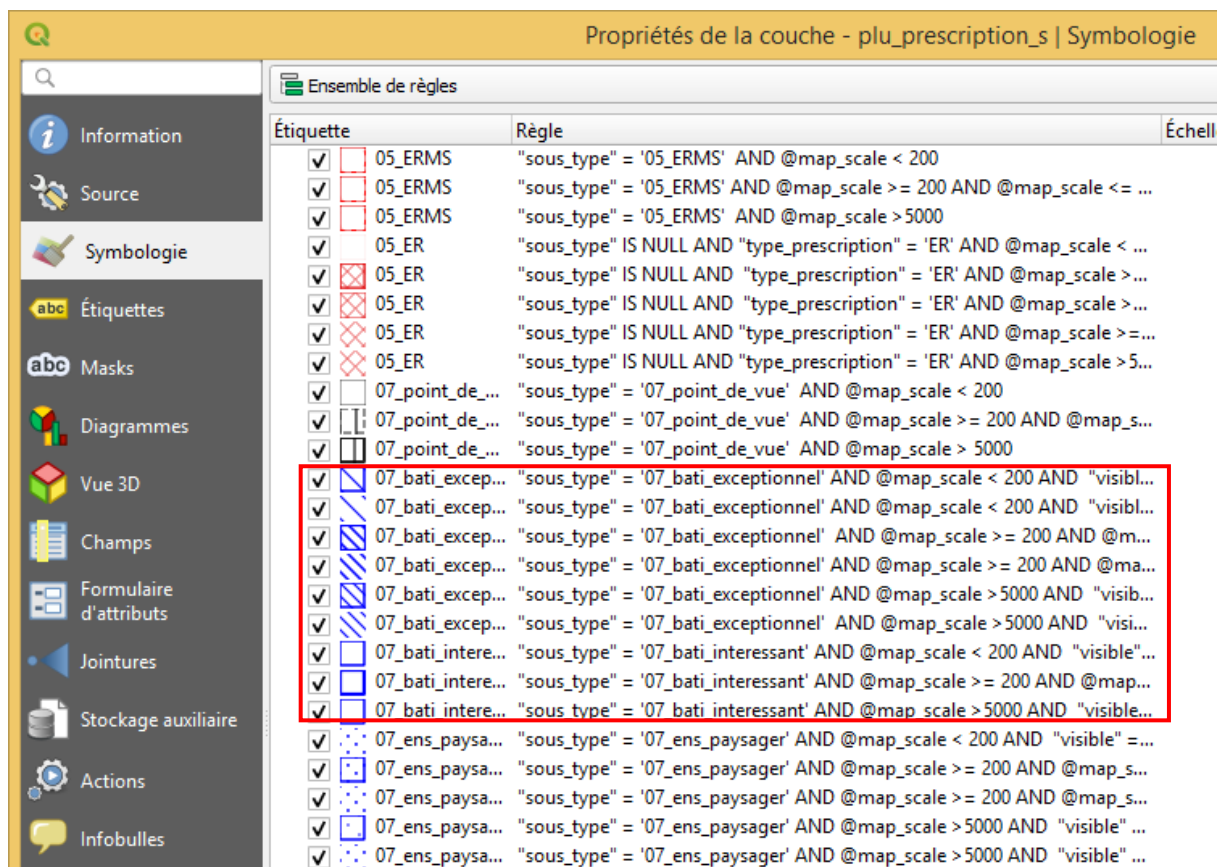 Propriétés de la couche - plu_prescription_s | Symbologie
Ensemble de règles
Étiquette Règle Échell
Information
Source
Symbologie
abc Étiquettes
abc Masks
Diagrammes
Vue 3D
Champs
Formulaire
d'attributs
Jointures
Stockage auxiliaire
Actions
Infobulles
05_ERMS "sous_type" = '05_ERMS' AND @map_scale < 200
05_ERMS "sous_type" = '05_ERMS' AND @map_scale >= 200 AND @map_scale <= ...
05_ERMS "sous_type" = '05_ERMS' AND @map_scale >5000
05_ER "sous_type" IS NULL AND "type_prescription" = 'ER' AND @map_scale < ...
05_ER "sous_type" IS NULL AND "type_prescription" = 'ER' AND @map_scale >...
05_ER "sous_type" IS NULL AND "type_prescription" = 'ER' AND @map_scale >...
05_ER "sous_type" IS NULL AND "type_prescription" = 'ER' AND @map_scale >=...
05_ER "sous_type" IS NULL AND "type_prescription" = 'ER' AND @map_scale >5...
07_point_de_... "sous_type" = '07_point_de_vue' AND @map_scale < 200
07_point_de_... "sous_type" = '07_point_de_vue' AND @map_scale >= 200 AND @map_s...
07_point_de_... "sous_type" = '07_point_de_vue' AND @map_scale > 5000
07_bati_excep... "sous_type" = '07_bati_exceptionnel' AND @map_scale < 200 AND "visibl...
07_bati_excep... "sous_type" = '07_bati_exceptionnel' AND @map_scale < 200 AND "visibl...
07_bati_excep... "sous_type" = '07_bati_exceptionnel' AND @map_scale >= 200 AND @m...
07_bati_excep... "sous_type" = '07_bati_exceptionnel' AND @map_scale >= 200 AND @ma...
07_bati_excep... "sous_type" = '07_bati_exceptionnel' AND @map_scale >5000 AND "visib...
07_bati_excep... "sous_type" = '07_bati_exceptionnel' AND @map_scale >5000 AND "visi...
07_bati_intere... "sous_type" = '07_bati_interessant' AND @map_scale < 200 AND "visible"...
07_bati_intere... "sous_type" = '07_bati_interessant' AND @map_scale >= 200 AND @map...
07_bati_intere... "sous_type" = '07_bati_interessant' AND @map_scale >5000 AND "visible...
07_ens_paysa... "sous_type" = '07_ens_paysager' AND @map_scale < 200 AND "visible" =...
07_ens_paysa... "sous_type" = '07_ens_paysager' AND @map_scale >= 200 AND @map_s...
07_ens_paysa... "sous_type" = '07_ens_paysager' AND @map_scale >= 200 AND @map_s...
07_ens_paysa... "sous_type" = '07_ens_paysager' AND @map_scale >5000 AND "visible" ...
07_ens_paysa... "sous_type" = '07_ens_paysager' AND @map_scale >5000 AND "visible" ...